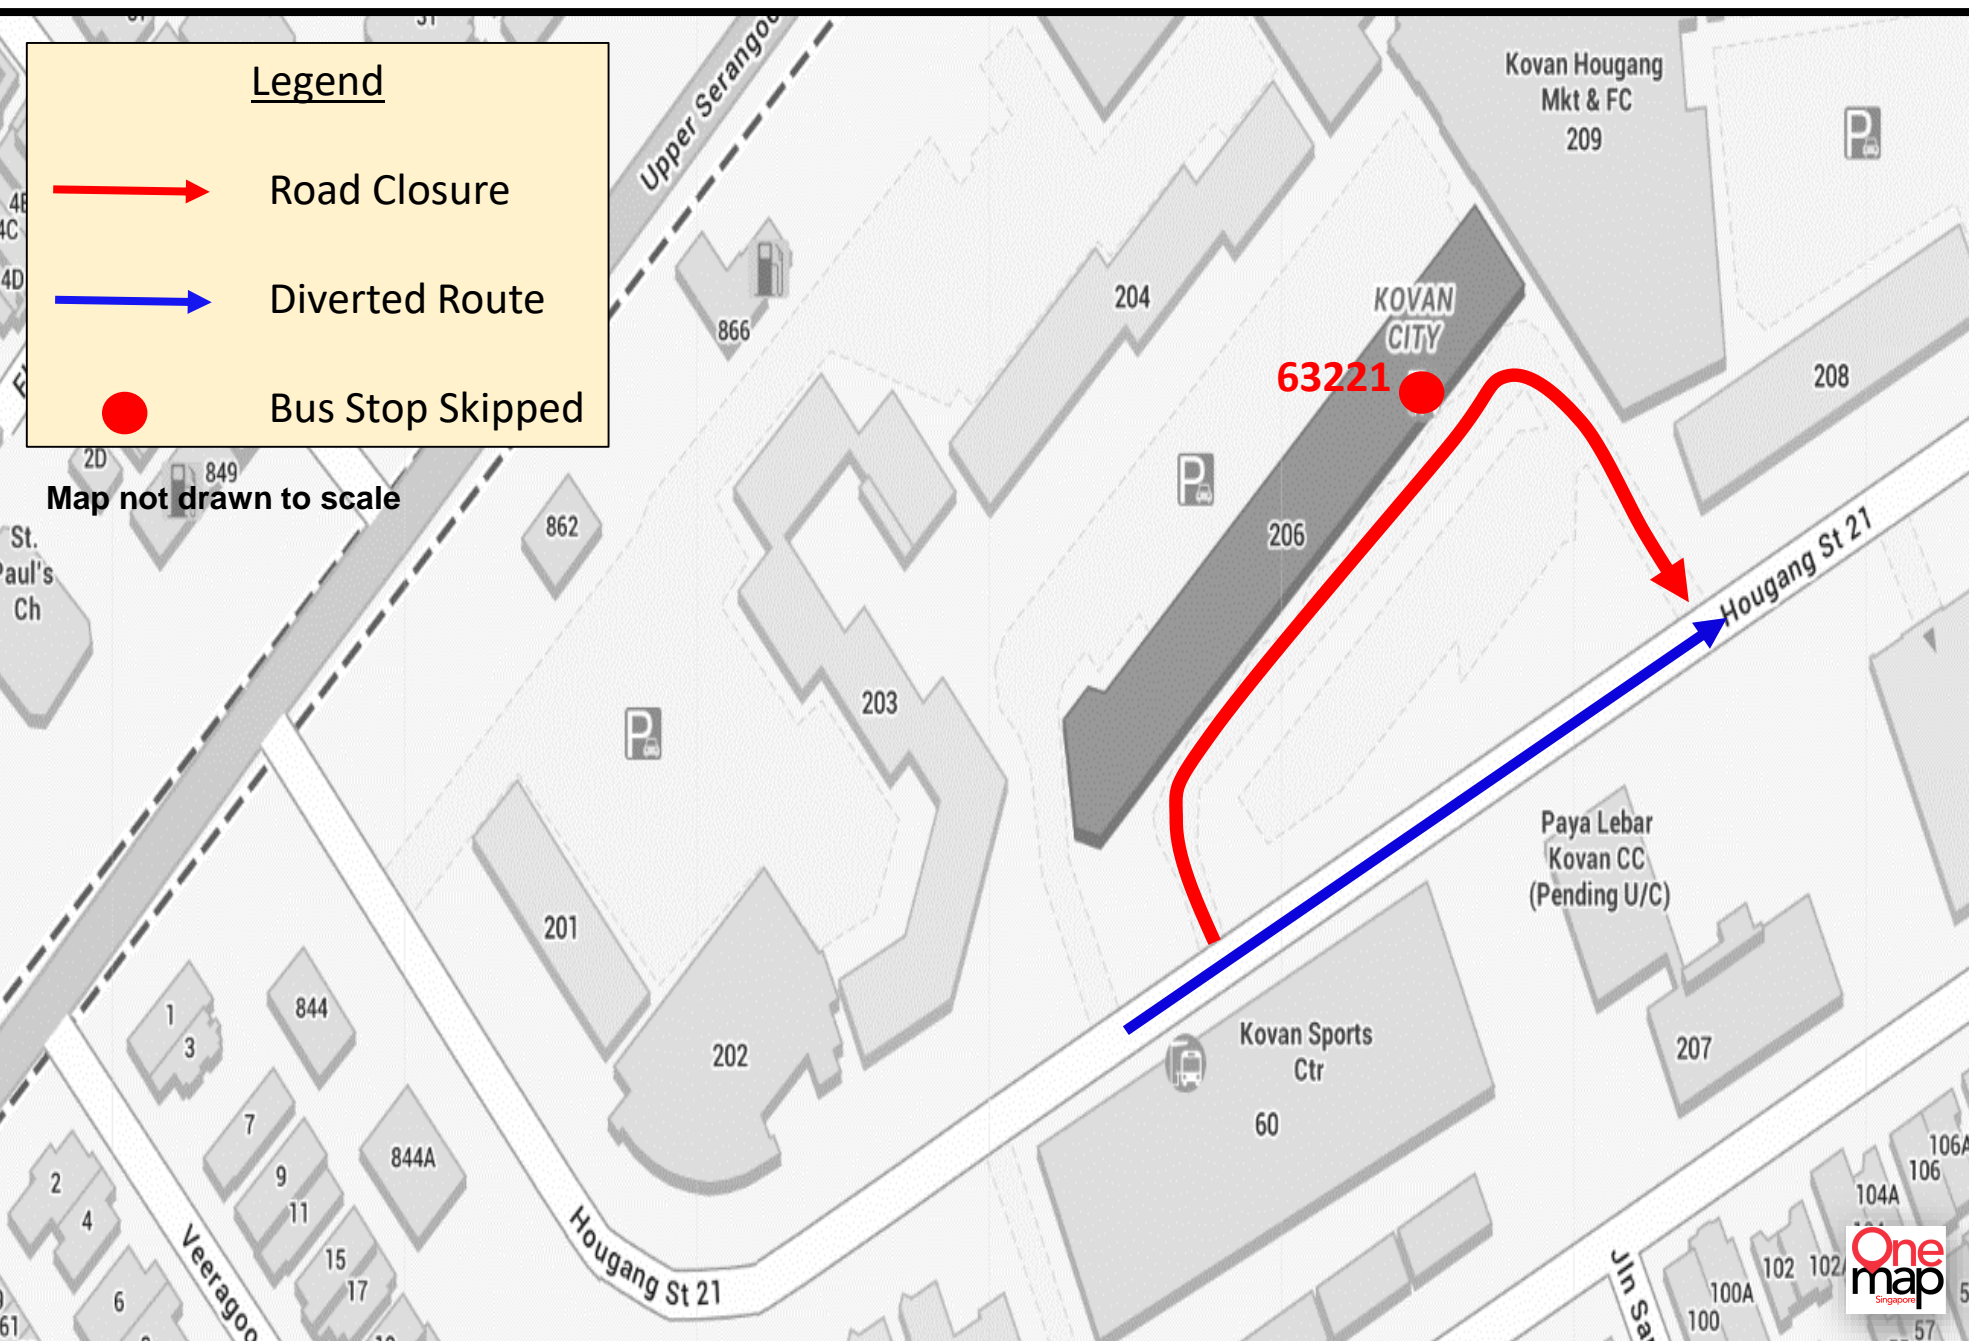 Legend
Road Closure
Diverted Route
Bus Stop Skipped
Map not drawn to scale
Kovan Hougang
Mkt & FC
209
P
866
204
KOVAN
CITY
63221
208
2D
849
862
P
206
St.
Paul's
Ch
Hougang St 21
203
P
Paya Lebar
Kovan CC
(Pending U/C)
201
844
1
3
202
Kovan Sports
Ctr
60
207
7
844A
9
11
2
4
15
17
6
Hougang St 21
106A
106
104A
102
100A
100
57
One
map
Singapore